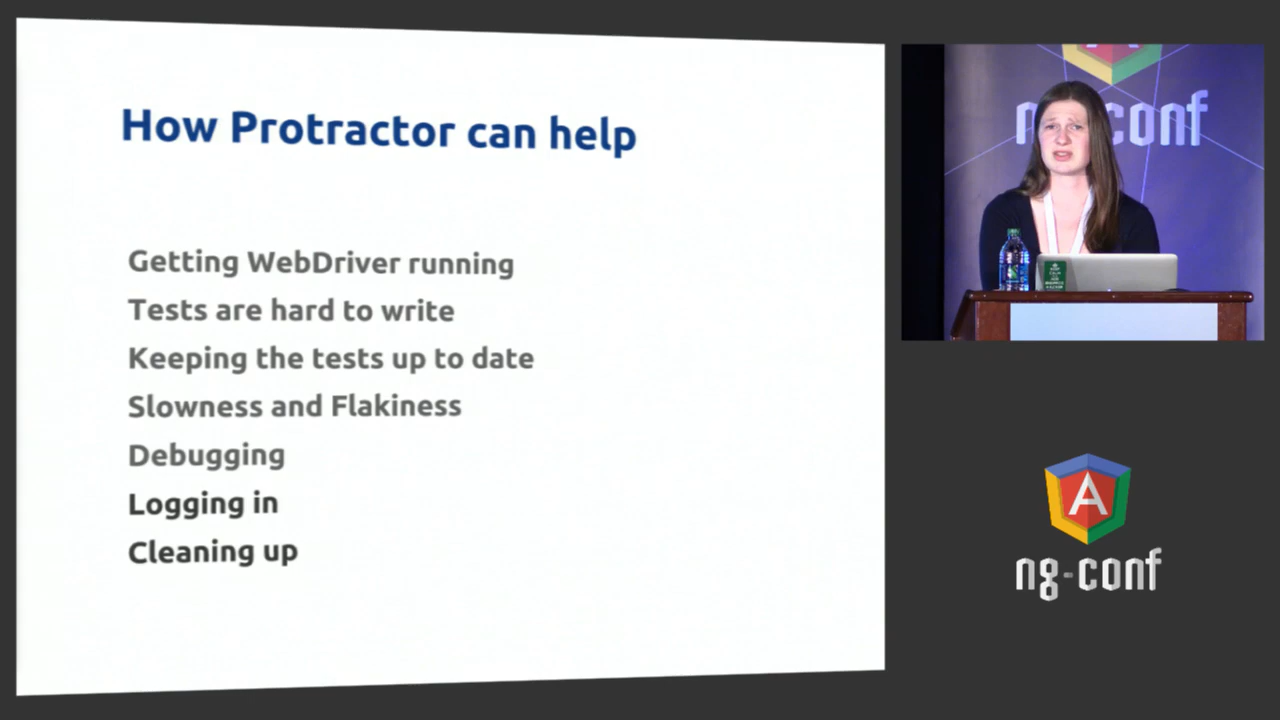 How Protractor can help
Getting WebDriver running
Tests are hard to write
Keeping the tests up to date
Slowness and Flakiness
Debugging
Logging in
Cleaning up
ng-conf